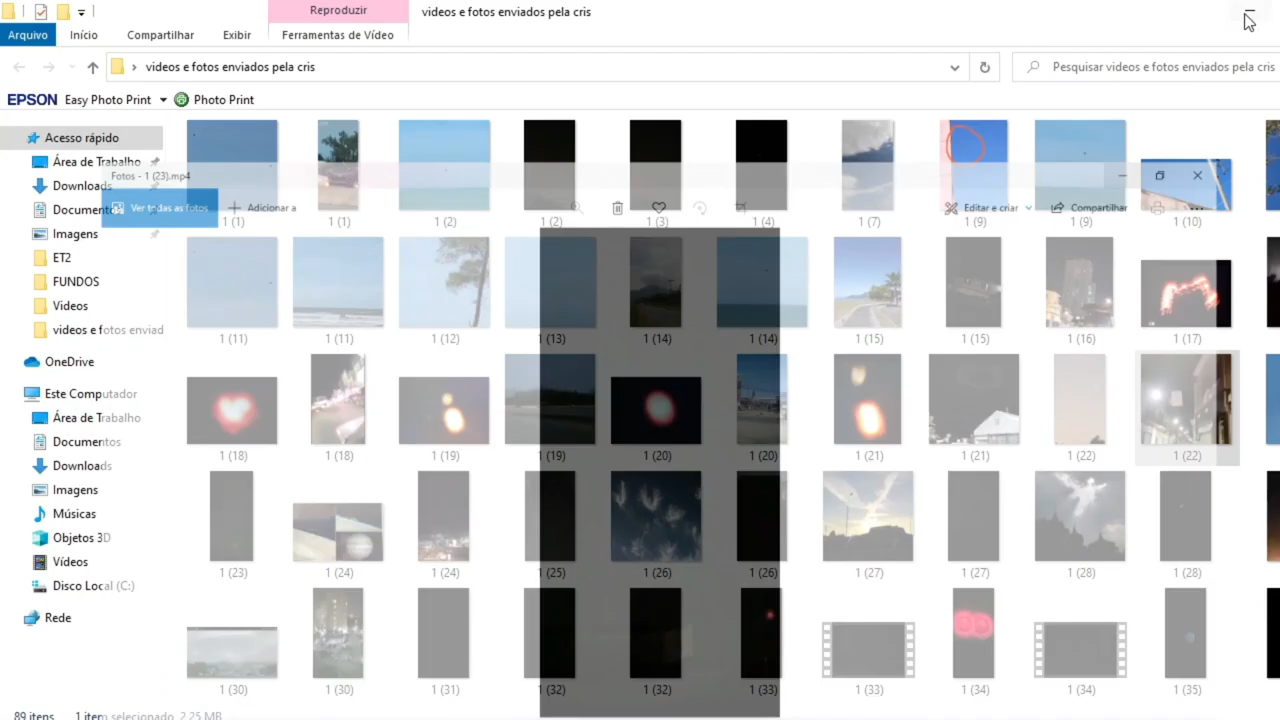 Reproduzir
videos e fotos enviados pela cris
Arquivo
Início
Compartilhar
Exibir
Ferramentas de Vídeo
videos e fotos enviados pela cris
Pesquisar videos e fotos enviados pela cris
EPSON Easy Photo Print
Photo Print
Acesso rápido
Área de Trabalho
Downloads
Documentos
Imagens
ET2
FUNDOS
Videos
videos e fotos enviad
OneDrive
Este Computador
Área de Trabalho
Documentos
Downloads
Imagens
Músicas
Objetos 3D
Vídeos
Disco Local (C:)
Rede
Fotos - 1 (23).mp4
Ver todas as fotos
Adicionar a
Editar e criar
Compartilhar
1 (1) 1 (1) 1 (2) 1 (2) 1 (3) 1 (4) 1 (7) 1 (9) 1 (9) 1 (10)
1 (11) 1 (11) 1 (12) 1 (13) 1 (14) 1 (14) 1 (15) 1 (15) 1 (16) 1 (17)
1 (18) 1 (18) 1 (19) 1 (19) 1 (20) 1 (20) 1 (21) 1 (21) 1 (22) 1 (22)
1 (23) 1 (24) 1 (24) 1 (25) 1 (26) 1 (26) 1 (27) 1 (27) 1 (28) 1 (28)
1 (30) 1 (30) 1 (31) 1 (32) 1 (32) 1 (33) 1 (33) 1 (34) 1 (34) 1 (35)
89 itens
1 item selecionado 2,25 MB